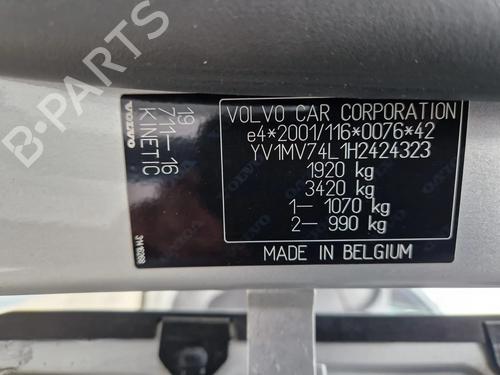 VOLVO
19
711-16
KINETIC
VOLVO CAR CORPORATION
e4*2001/116*0076*42
YV1MV74L1H2424323
1920 kg
3420 kg
1- 1070 kg
2- 990 kg
MADE IN BELGIUM